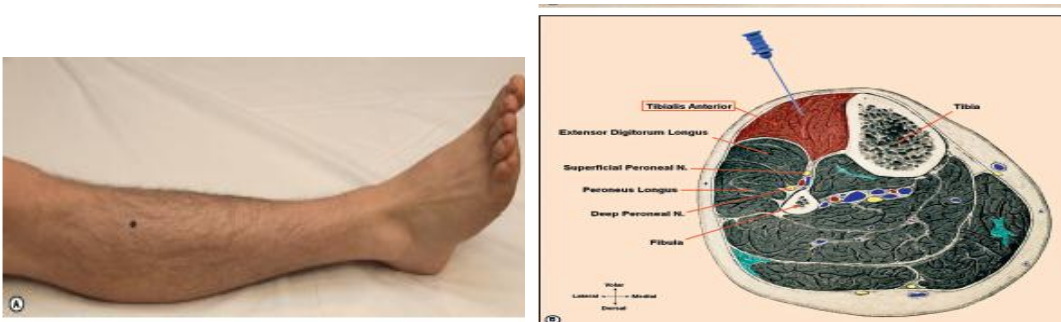 A
Tibialis Anterior
Tibia
Extensor Digitorum Longus
Superficial Peroneal N.
Peroneus Longus
Deep Peroneal N.
Fibula
Volar
Lateral
Medial
Dorsal
B